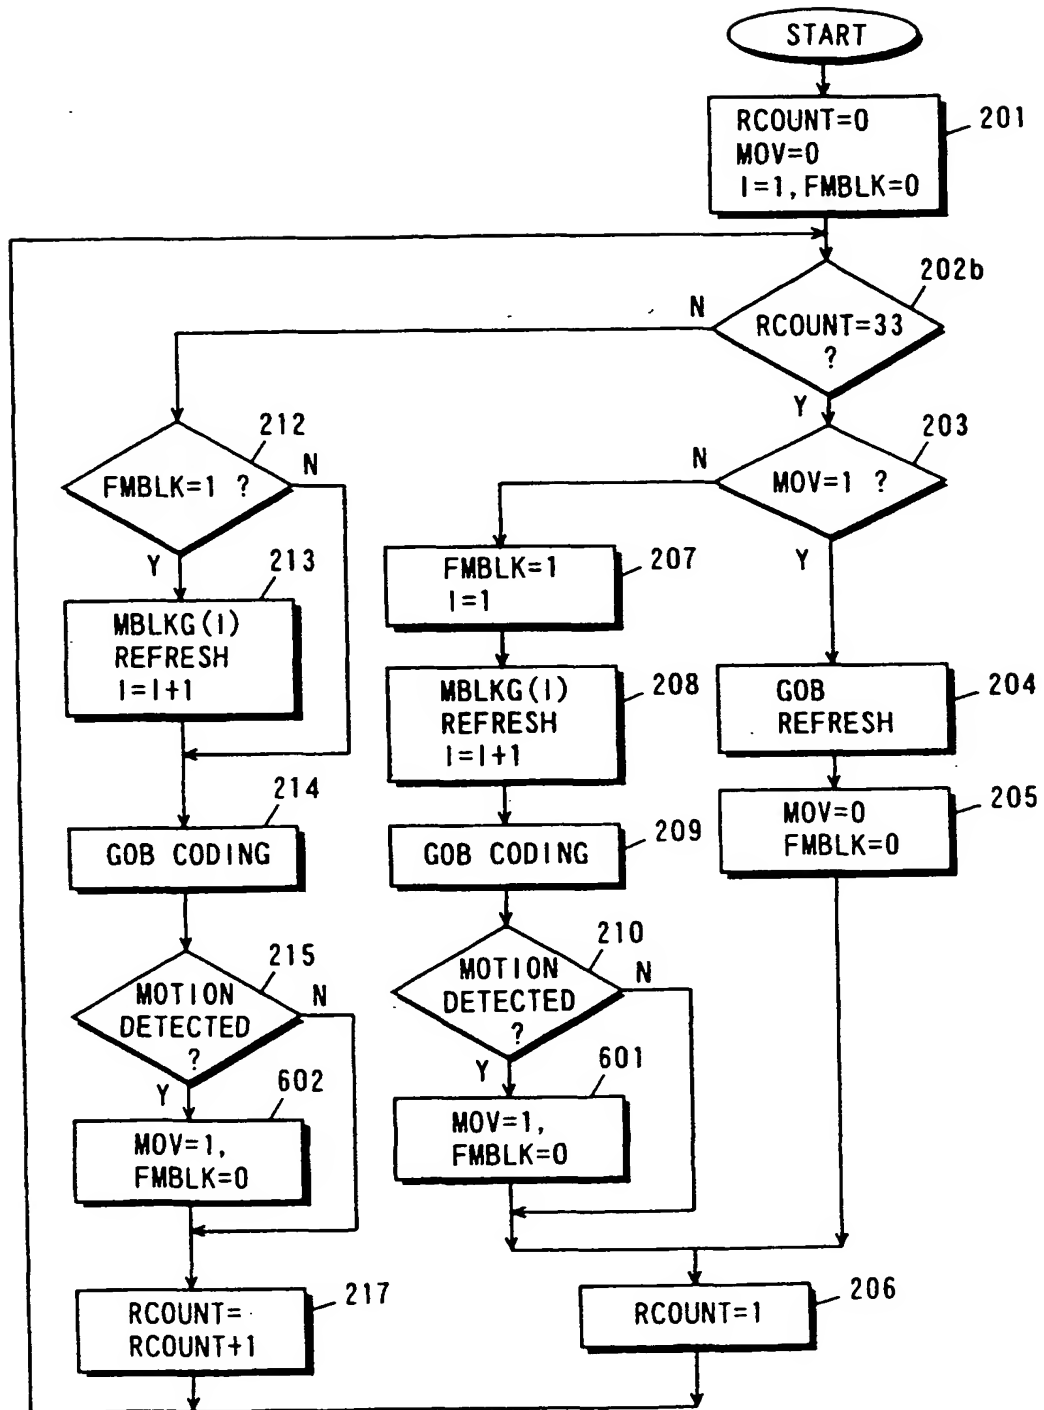 START
RCOUNT=0
MOV=0
I=1,FMBLK=0
201
202b
N
RCOUNT=33
?
Y
212
N
FMBLK=1 ?
Y
203
N
MOV=1 ?
Y
213
MBLKG(I)
REFRESH
I=I+1
FMBLK=1
I=1
207
MBLKG(I)
REFRESH
I=I+1
208
GOB
REFRESH
204
214
GOB CODING
GOB CODING
209
MOV=0
FMBLK=0
205
215
N
MOTION
DETECTED
?
Y
210
N
MOTION
DETECTED
?
Y
602
MOV=1,
FMBLK=0
601
MOV=1,
FMBLK=0
RCOUNT=
RCOUNT+1
217
RCOUNT=1
206